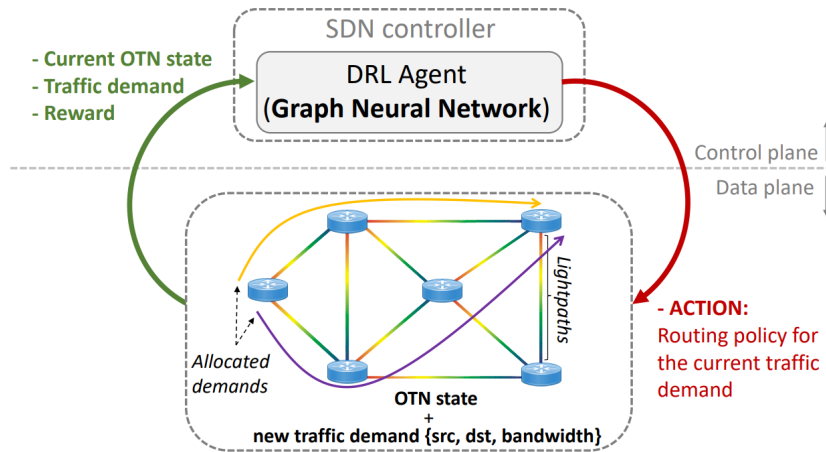 SDN controller
- Current OTN state
- Traffic demand
- Reward
DRL Agent
(Graph Neural Network)
Control plane
Data plane
Lightpaths
Allocated
demands
- ACTION:
Routing policy for
the current traffic
demand
OTN state
+
new traffic demand {src, dst, bandwidth}